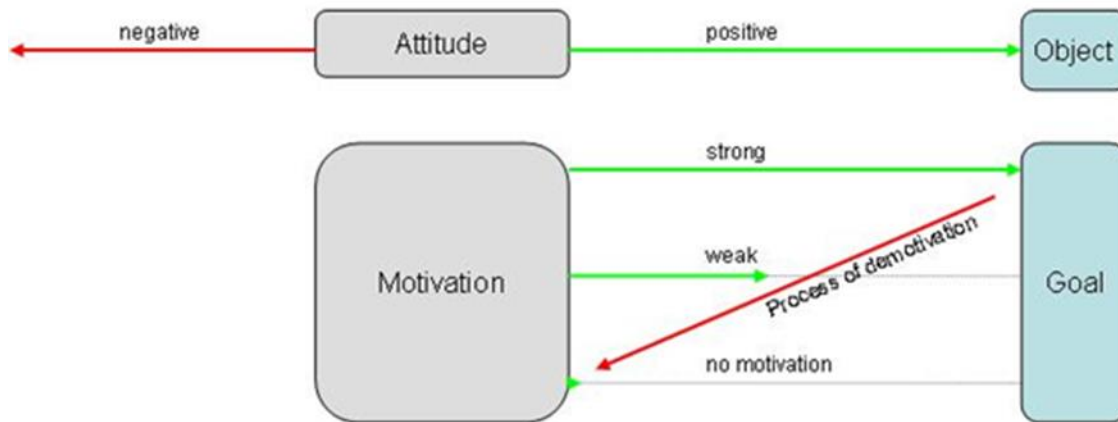 negative
Attitude
positive
Object
strong
weak
Process of demotivation
Motivation
Goal
no motivation